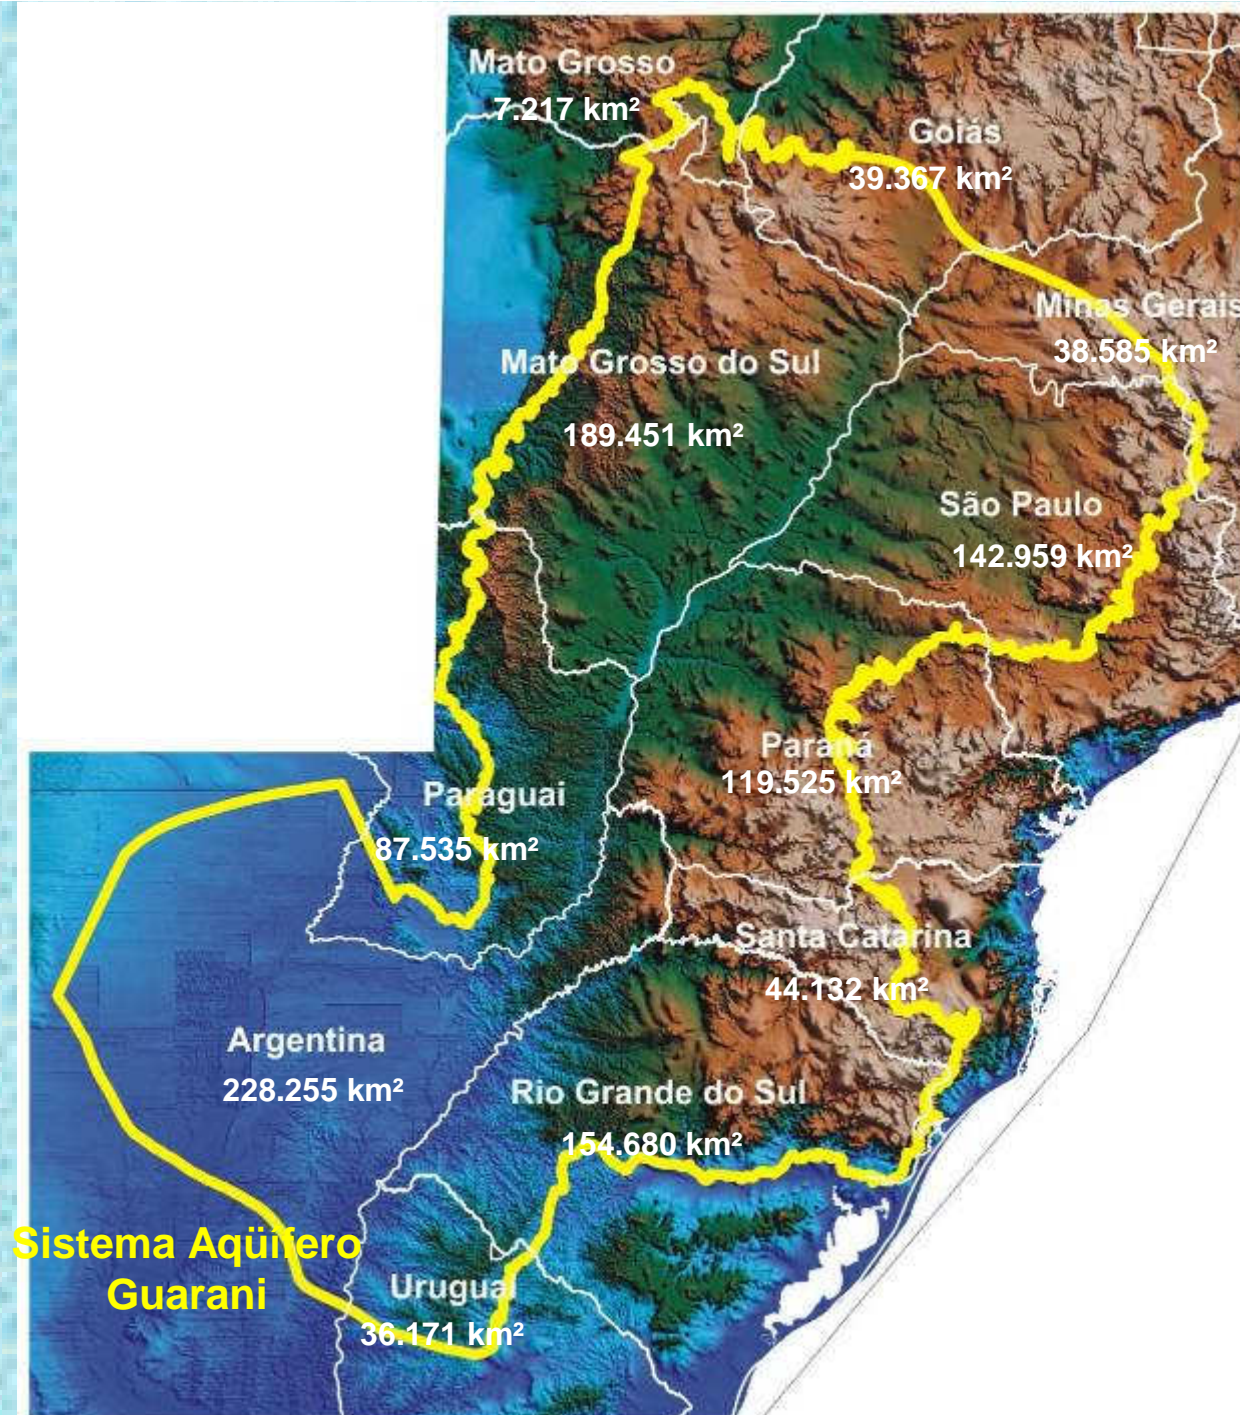 Mato Grosso
7.217 km²
Goiás
39.367 km²
Minas Gerais
38.585 km²
Mato Grosso do Sul
189.451 km²
São Paulo
142.959 km²
Paraná
119.525 km²
Paraguai
87.535 km²
Santa Catarina
44.132 km²
Argentina
228.255 km²
Rio Grande do Sul
154.680 km²
Sistema Aqüífero
Guarani
Uruguai
36.171 km²